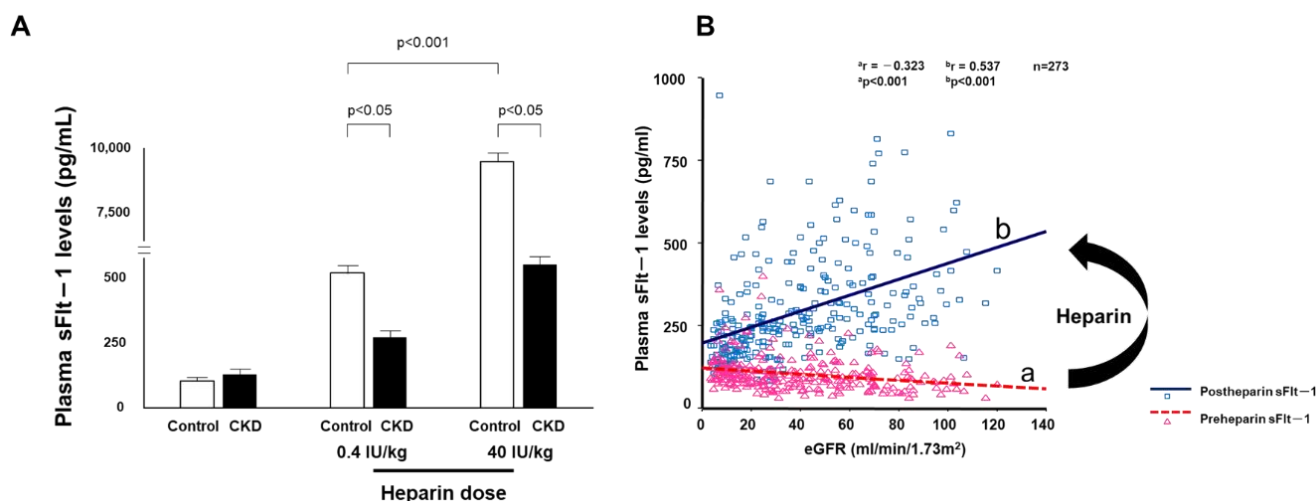 A
p<0.001
p<0.05
p<0.05
Plasma sFlt−1 levels (pg/mL)
10,000
7,500
500
250
0
Control CKD
Control CKD
Control CKD
0.4 IU/kg
40 IU/kg
Heparin dose
B
ᵃr = −0.323 ᵇr = 0.537 n=273
ᵃp<0.001 ᵇp<0.001
Plasma sFlt−1 levels (pg/ml)
1000
750
500
250
0
b
a
Heparin
0 20 40 60 80 100 120 140
eGFR (ml/min/1.73m²)
Postheparin sFlt−1
Preheparin sFlt−1